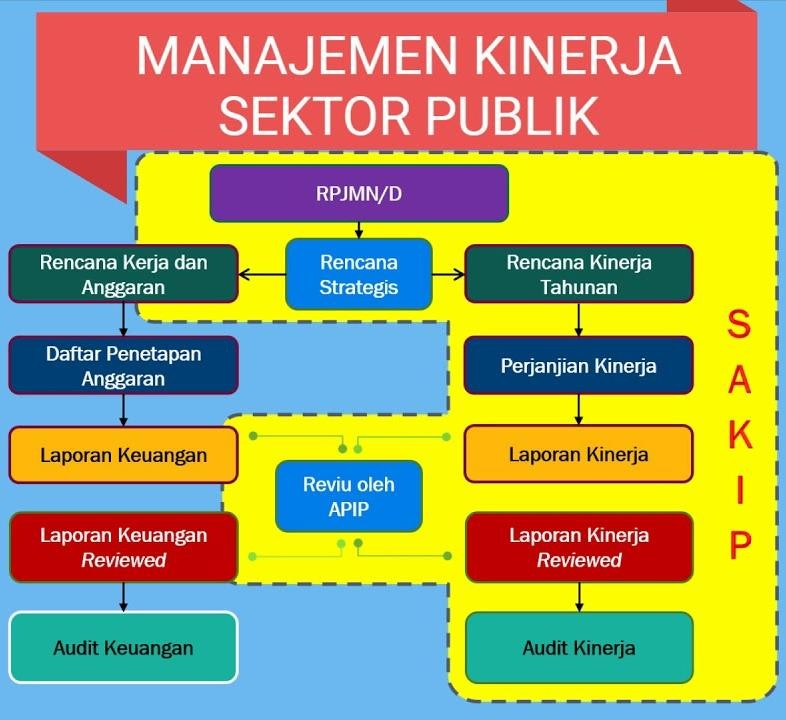 MANAJEMEN KINERJA
SEKTOR PUBLIK
RPJMN/D
Rencana Kerja dan
Anggaran
Rencana
Strategis
Rencana Kinerja
Tahunan
Daftar Penetapan
Anggaran
Perjanjian Kinerja
Laporan Keuangan
Laporan Kinerja
Reviu oleh
APIP
Laporan Keuangan
Reviewed
Laporan Kinerja
Reviewed
Audit Keuangan
Audit Kinerja
S
A
K
I
P